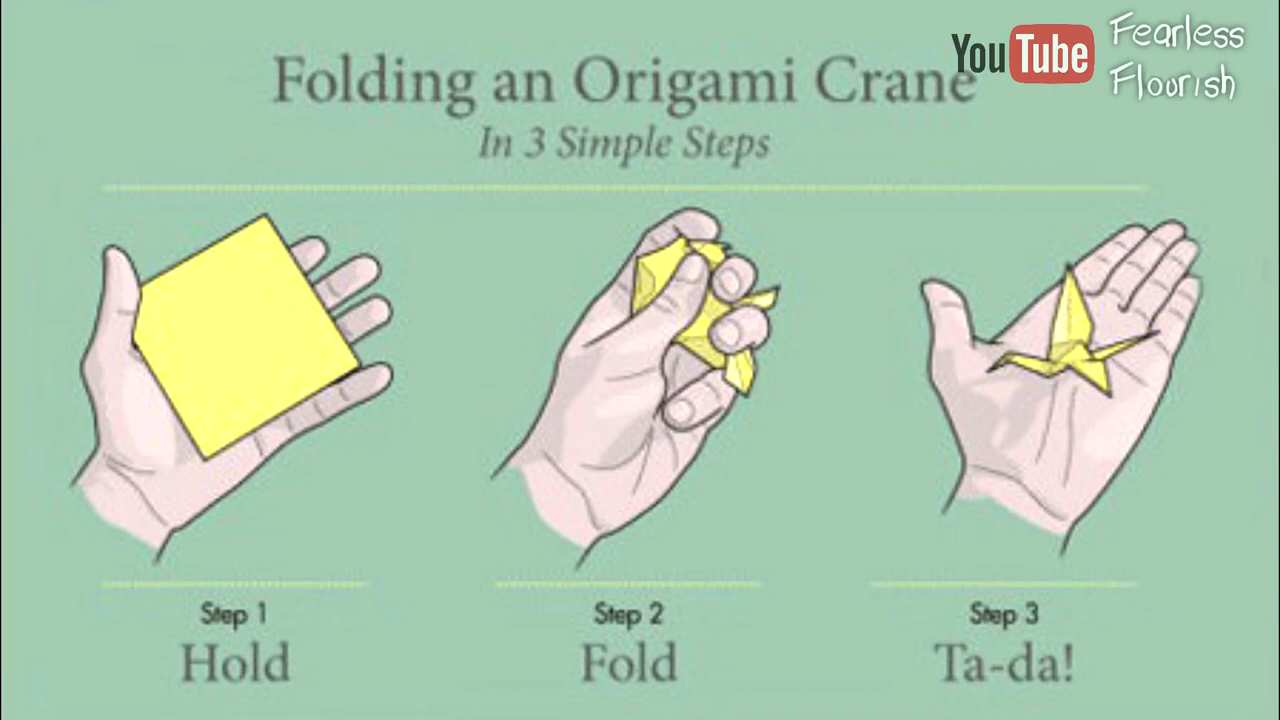 Folding an Origami Crane
In 3 Simple Steps
YouTube
Fearless
Flourish
Step 1
Hold
Step 2
Fold
Step 3
Ta-da!